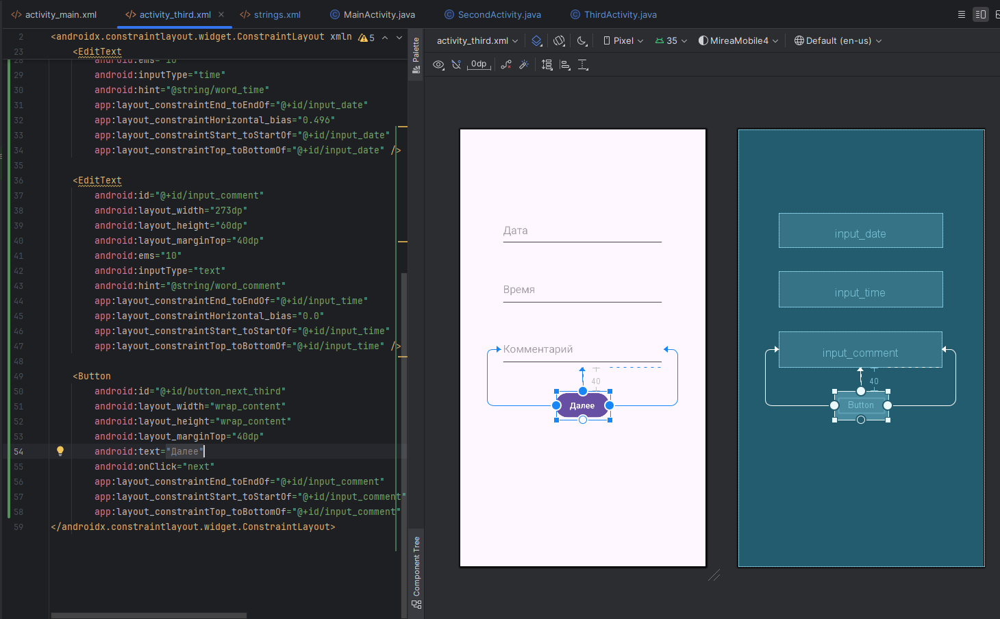 activity_main.xml activity_third.xml strings.xml MainActivity.java SecondActivity.java ThirdActivity.java
2 <androidx.constraintlayout.widget.ConstraintLayout xmln 5
23 <EditText
28 android:ems="10"
29 android:inputType="time"
30 android:hint="@string/word_time"
31 app:layout_constraintEnd_toEndOf="@+id/input_date"
32 app:layout_constraintHorizontal_bias="0.496"
33 app:layout_constraintStart_toStartOf="@+id/input_date"
34 app:layout_constraintTop_toBottomOf="@+id/input_date" />
35
36 <EditText
37 android:id="@+id/input_comment"
38 android:layout_width="273dp"
39 android:layout_height="60dp"
40 android:layout_marginTop="40dp"
41 android:ems="10"
42 android:inputType="text"
43 android:hint="@string/word_comment"
44 app:layout_constraintEnd_toEndOf="@+id/input_time"
45 app:layout_constraintHorizontal_bias="0.0"
46 app:layout_constraintStart_toStartOf="@+id/input_time"
47 app:layout_constraintTop_toBottomOf="@+id/input_time" />
48
49 <Button
50 android:id="@+id/button_next_third"
51 android:layout_width="wrap_content"
52 android:layout_height="wrap_content"
53 android:layout_marginTop="40dp"
54 android:text="Далее"
55 android:onClick="next"
56 app:layout_constraintEnd_toEndOf="@+id/input_comment"
57 app:layout_constraintStart_toStartOf="@+id/input_comment"
58 app:layout_constraintTop_toBottomOf="@+id/input_comment"
59 </androidx.constraintlayout.widget.ConstraintLayout>
Palette
Component Tree
activity_third.xml Pixel 35 MireaMobile4 Default (en-us)
0dp
Дата
Время
Комментарий
40
Далее
input_date
input_time
input_comment
40
Button